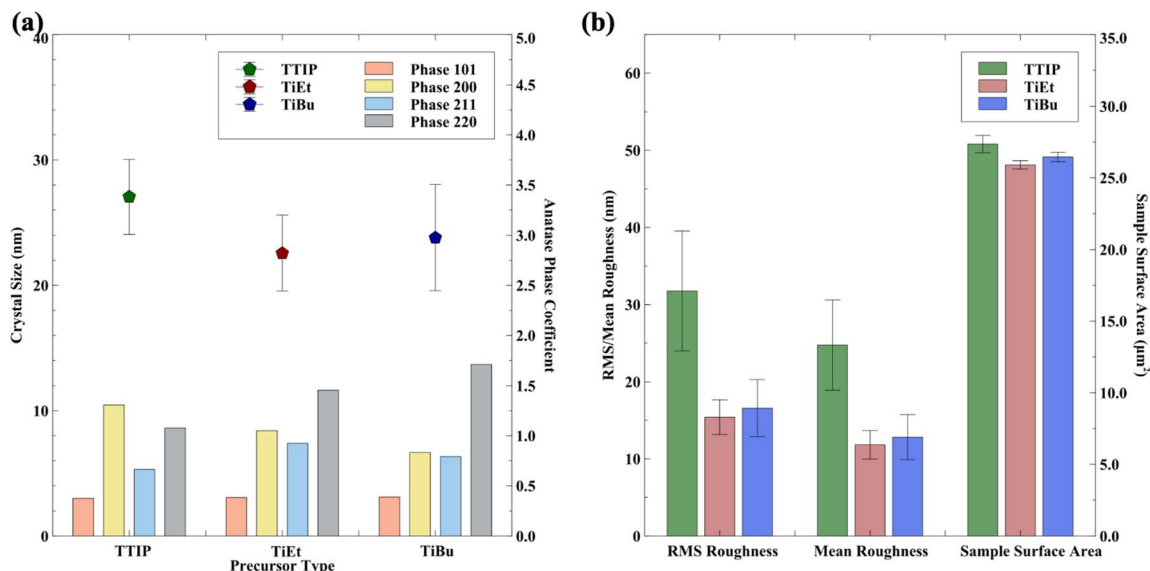 (a)
Crystal Size (nm)
40
30
20
10
0
TTIP
TiEt
TiBu
Phase 101
Phase 200
Phase 211
Phase 220
5.0
4.5
4.0
3.5
3.0
2.5
2.0
1.5
1.0
0.5
0.0
Anatase Phase Coefficient
TTIP
TiEt
TiBu
Precursor Type
(b)
RMS/Mean Roughness (nm)
60
50
40
30
20
10
0
TTIP
TiEt
TiBu
35.0
30.0
25.0
20.0
15.0
10.0
5.0
0.0
Sample Surface Area (µm²)
RMS Roughness
Mean Roughness
Sample Surface Area